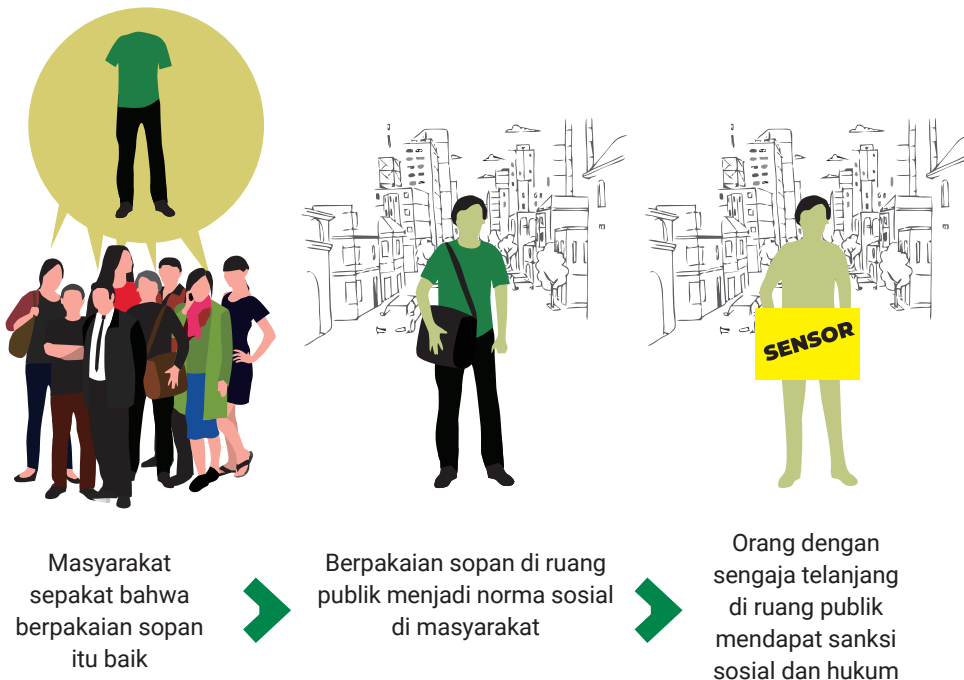 SENSOR
Masyarakat
sepakat bahwa
berpakaian sopan
itu baik
Berpakaian sopan di ruang
publik menjadi norma sosial
di masyarakat
Orang dengan
sengaja telanjang
di ruang publik
mendapat sanksi
sosial dan hukum